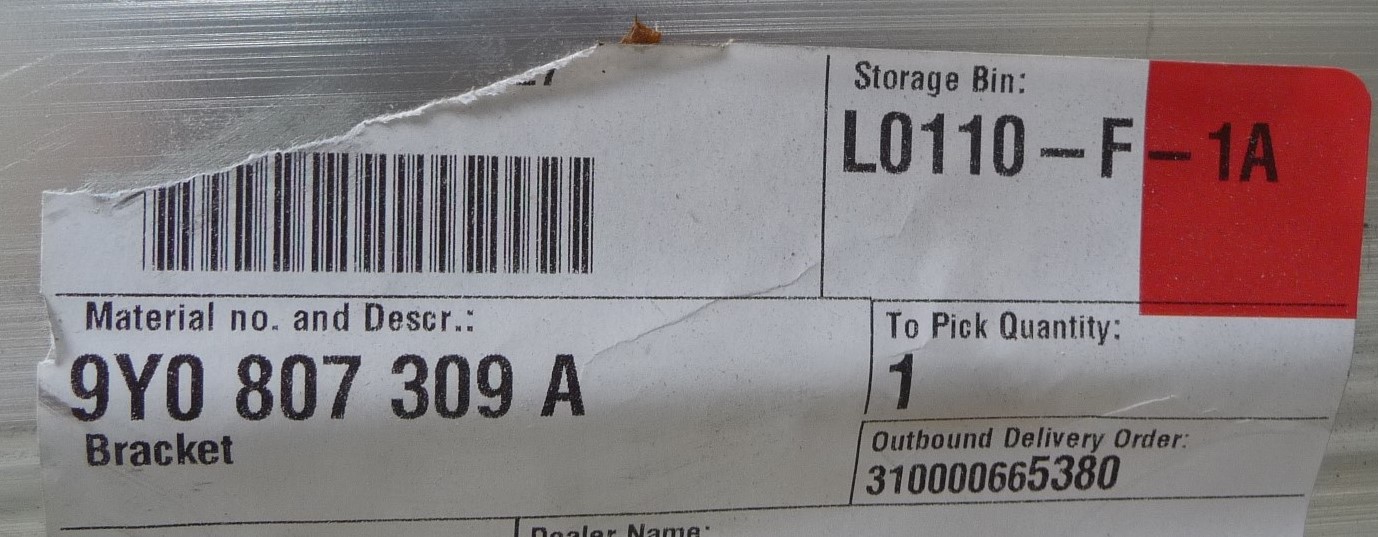 Storage Bin:
L0110-F-1A
Material no. and Descr.:
9Y0 807 309 A
Bracket
To Pick Quantity:
1
Outbound Delivery Order:
310000665380
Dealer Name: